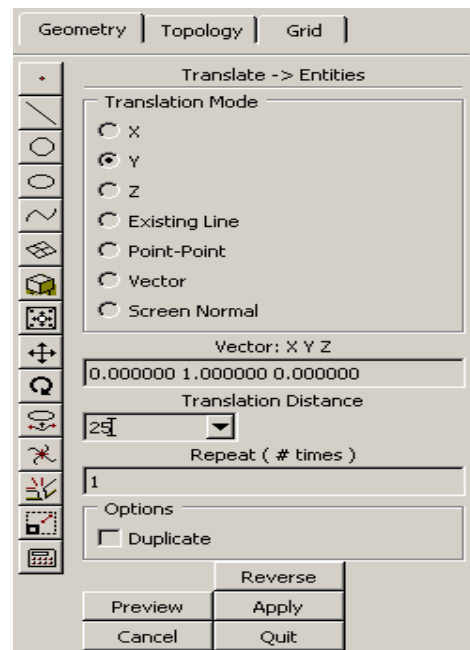 Geometry Topology Grid
Translate -> Entities
Translation Mode
X
Y
Z
Existing Line
Point-Point
Vector
Screen Normal
Vector: X Y Z
0.000000 1.000000 0.000000
Translation Distance
25
Repeat ( # times )
1
Options
Duplicate
Reverse
Preview Apply
Cancel Quit